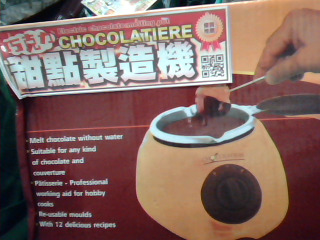 Electric chocolate melting pot
CHOCOLATIERE
甜點製造機
- Melt chocolate without water
- Suitable for any kind
of chocolate and
couverture
- Pâtisserie - Professional
working aid for hobby
cooks
- Re-usable moulds
- With 12 delicious recipes